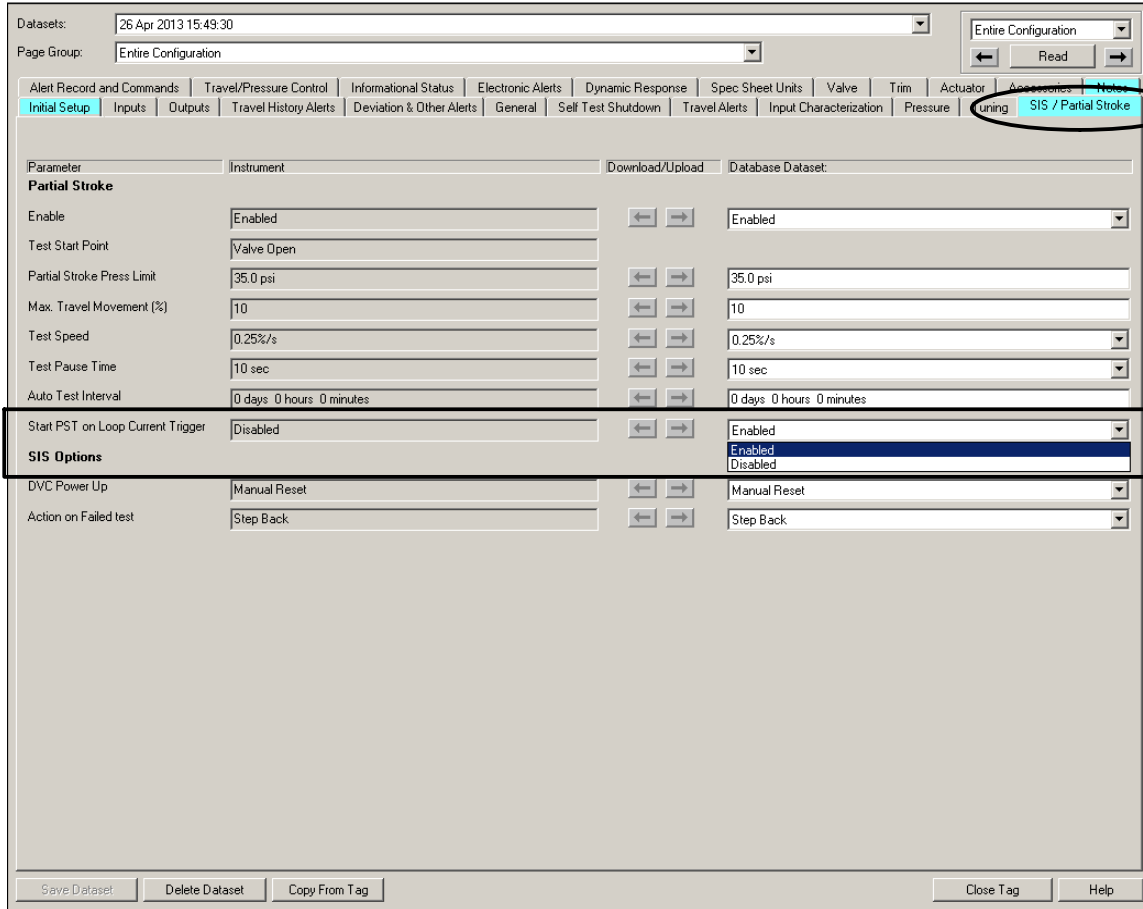 Datasets: 26 Apr 2013 15:49:30 Entire Configuration
Page Group: Entire Configuration Read
Alert Record and Commands Travel/Pressure Control Informational Status Electronic Alerts Dynamic Response Spec Sheet Units Valve Trim Actuator Accessories Notes
Initial Setup Inputs Outputs Travel History Alerts Deviation & Other Alerts General Self Test Shutdown Travel Alerts Input Characterization Pressure Tuning SIS / Partial Stroke
Parameter Instrument Download/Upload Database Dataset:
Partial Stroke
Enable Enabled Enabled
Test Start Point Valve Open
Partial Stroke Press Limit 35.0 psi 35.0 psi
Max. Travel Movement (%) 10 10
Test Speed 0.25%/s 0.25%/s
Test Pause Time 10 sec 10 sec
Auto Test Interval 0 days 0 hours 0 minutes 0 days 0 hours 0 minutes
Start PST on Loop Current Trigger Disabled Enabled
Enabled
SIS Options Disabled
DVC Power Up Manual Reset Manual Reset
Action on Failed test Step Back Step Back
Save Dataset Delete Dataset Copy From Tag Close Tag Help